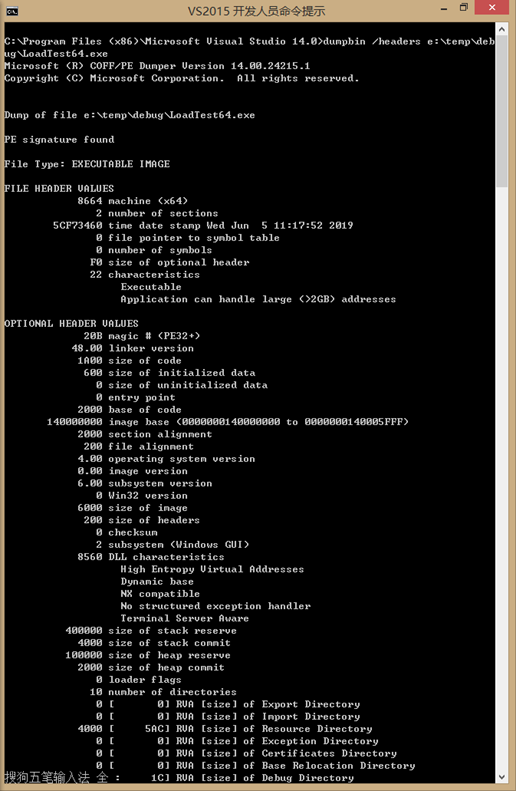 VS2015 开发人员命令提示
C:\Program Files (x86)\Microsoft Visual Studio 14.0>dumpbin /headers e:\temp\deb
ug\LoadTest64.exe
Microsoft (R) COFF/PE Dumper Version 14.00.24215.1
Copyright (C) Microsoft Corporation.  All rights reserved.
Dump of file e:\temp\debug\LoadTest64.exe
PE signature found
File Type: EXECUTABLE IMAGE
FILE HEADER VALUES
8664 machine (x64)
2 number of sections
5CF73460 time date stamp Wed Jun  5 11:17:52 2019
0 file pointer to symbol table
0 number of symbols
F0 size of optional header
22 characteristics
Executable
Application can handle large (>2GB) addresses
OPTIONAL HEADER VALUES
20B magic # (PE32+)
48.00 linker version
1A00 size of code
600 size of initialized data
0 size of uninitialized data
0 entry point
2000 base of code
140000000 image base (0000000140000000 to 0000000140005FFF)
2000 section alignment
200 file alignment
4.00 operating system version
0.00 image version
6.00 subsystem version
0 Win32 version
6000 size of image
200 size of headers
0 checksum
2 subsystem (Windows GUI)
8560 DLL characteristics
High Entropy Virtual Addresses
Dynamic base
NX compatible
No structured exception handler
Terminal Server Aware
400000 size of stack reserve
4000 size of stack commit
100000 size of heap reserve
2000 size of heap commit
0 loader flags
10 number of directories
0 [       0] RVA [size] of Export Directory
0 [       0] RVA [size] of Import Directory
4000 [     5AC] RVA [size] of Resource Directory
0 [       0] RVA [size] of Exception Directory
0 [       0] RVA [size] of Certificates Directory
0 [       0] RVA [size] of Base Relocation Directory
搜狗五笔输入法 全 :      1C] RVA [size] of Debug Directory